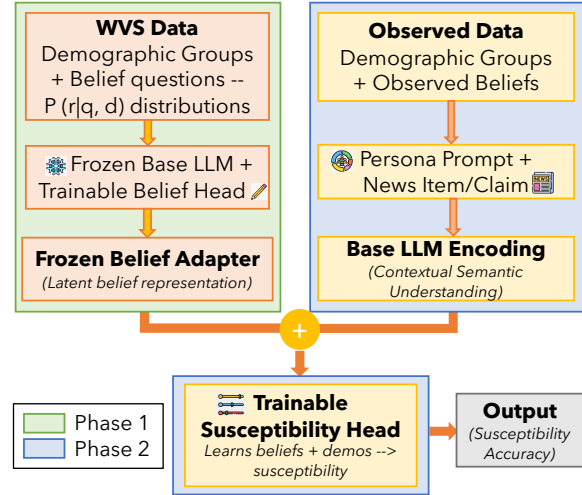 WVS Data
Demographic Groups
+ Belief questions --
P (r|q, d) distributions
Frozen Base LLM +
Trainable Belief Head
Frozen Belief Adapter
(Latent belief representation)
Observed Data
Demographic Groups
+ Observed Beliefs
Persona Prompt +
News Item/Claim
NEWS
Base LLM Encoding
(Contextual Semantic
Understanding)
+
Trainable
Susceptibility Head
Learns beliefs + demos -->
susceptibility
Output
(Susceptibility
Accuracy)
Phase 1
Phase 2